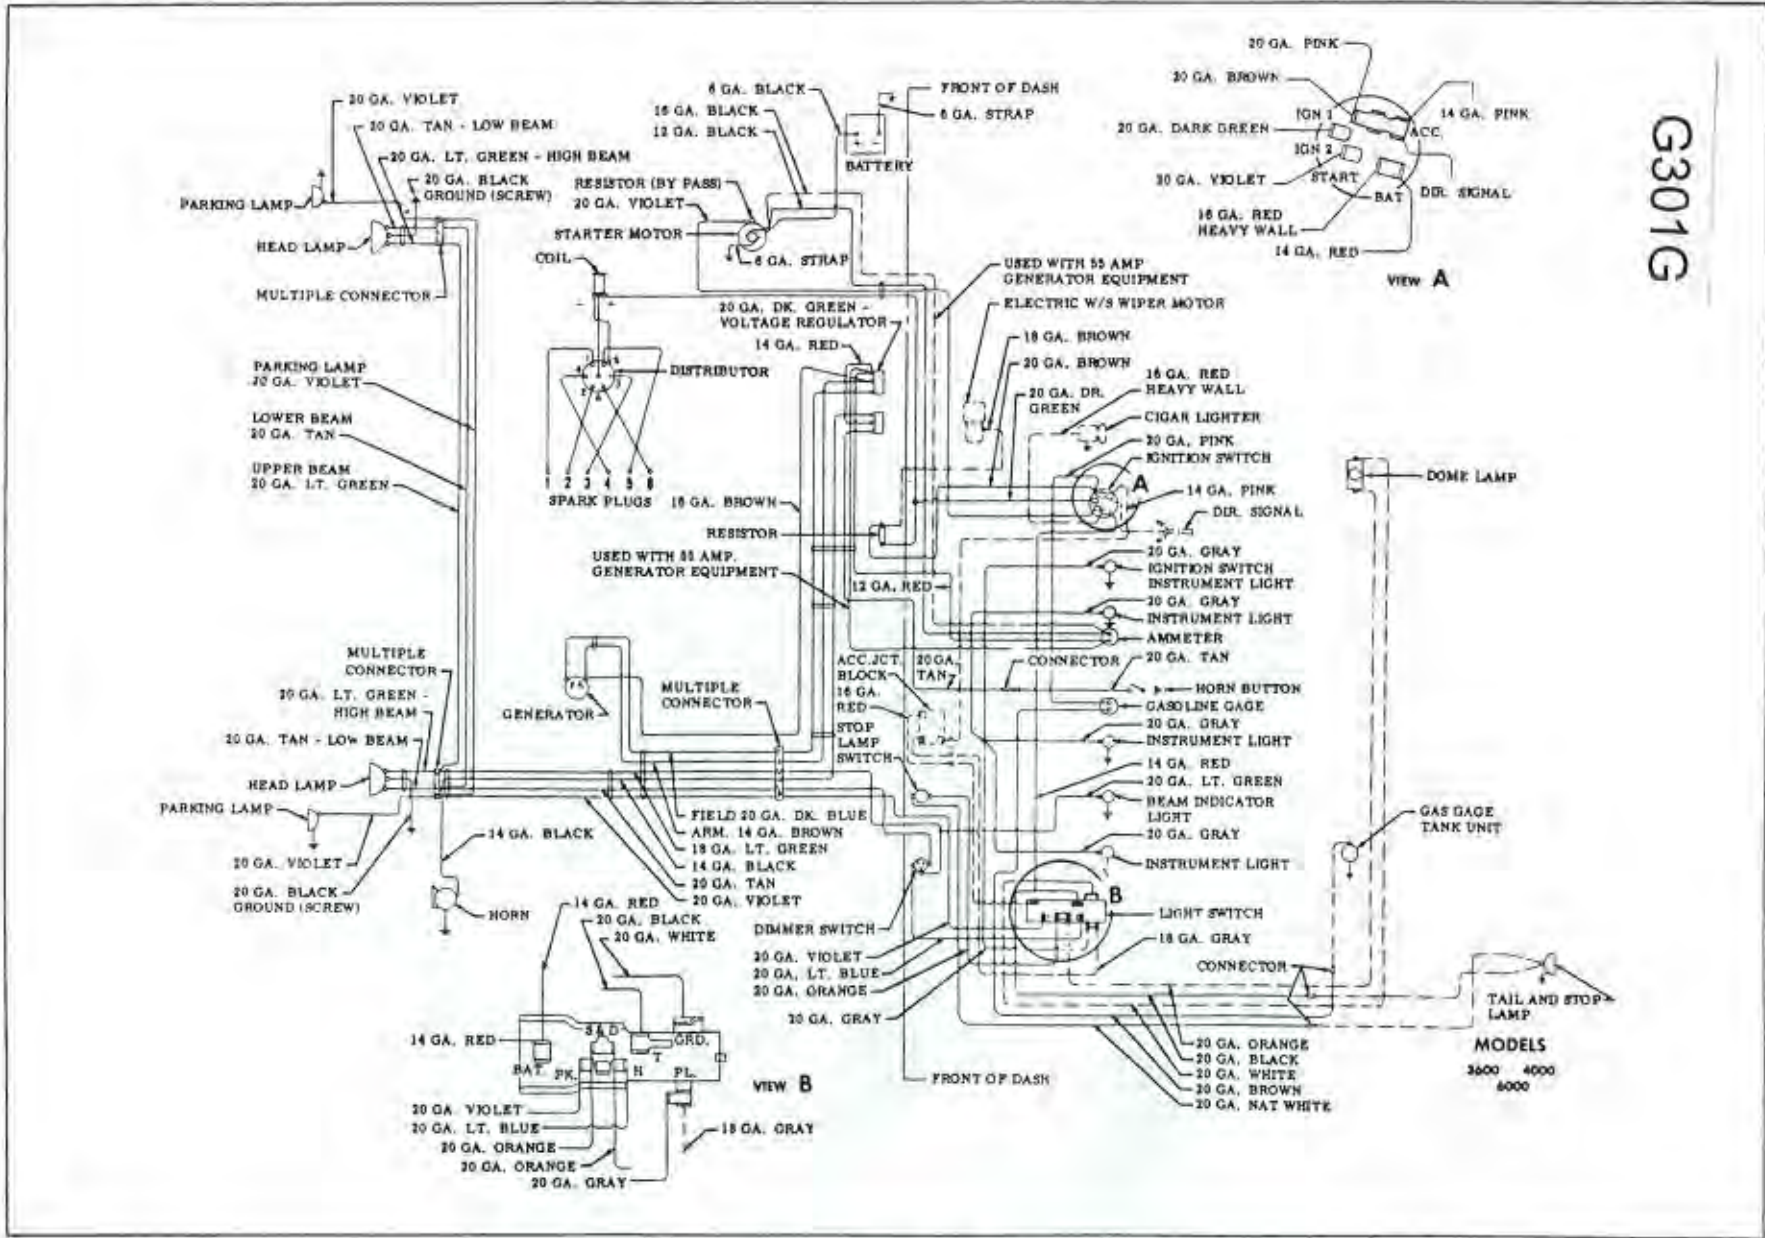 20 GA. VIOLET
20 GA. TAN - LOW BEAM
20 GA. LT. GREEN - HIGH BEAM
20 GA. BLACK
GROUND (SCREW)
PARKING LAMP
HEAD LAMP
MULTIPLE CONNECTOR
PARKING LAMP
20 GA. VIOLET
LOWER BEAM
20 GA. TAN
UPPER BEAM
20 GA. LT. GREEN
6 GA. BLACK
16 GA. BLACK
12 GA. BLACK
BATTERY
FRONT OF DASH
6 GA. STRAP
RESISTOR (BY PASS)
20 GA. VIOLET
STARTER MOTOR
6 GA. STRAP
COIL
20 GA. DK. GREEN -
VOLTAGE REGULATOR
14 GA. RED
DISTRIBUTOR
1 2 3 4 5 6
SPARK PLUGS
18 GA. BROWN
RESISTOR
USED WITH 55 AMP.
GENERATOR EQUIPMENT
12 GA. RED
20 GA. PINK
20 GA. BROWN
IGN 1
14 GA. PINK
ACC.
20 GA. DARK GREEN
IGN 2
20 GA. VIOLET
START
DIR. SIGNAL
BAT
16 GA. RED
HEAVY WALL
14 GA. RED
VIEW A
G301G
USED WITH 55 AMP
GENERATOR EQUIPMENT
ELECTRIC W/S WIPER MOTOR
18 GA. BROWN
20 GA. BROWN
16 GA. RED
HEAVY WALL
20 GA. DR.
GREEN
CIGAR LIGHTER
20 GA. PINK
IGNITION SWITCH
A
14 GA. PINK
DIR. SIGNAL
DOME LAMP
20 GA. GRAY
IGNITION SWITCH
INSTRUMENT LIGHT
20 GA. GRAY
INSTRUMENT LIGHT
AMMETER
20 GA. TAN
CONNECTOR
HORN BUTTON
GASOLINE GAGE
20 GA. GRAY
INSTRUMENT LIGHT
14 GA. RED
20 GA. LT. GREEN
BEAM INDICATOR
LIGHT
20 GA. GRAY
INSTRUMENT LIGHT
ACC. JCT.
BLOCK
20 GA.
TAN
16 GA.
RED
STOP
LAMP
SWITCH
MULTIPLE
CONNECTOR
20 GA. LT. GREEN -
HIGH BEAM
20 GA. TAN - LOW BEAM
HEAD LAMP
PARKING LAMP
20 GA. VIOLET
20 GA. BLACK
GROUND (SCREW)
14 GA. BLACK
HORN
GENERATOR
MULTIPLE
CONNECTOR
FIELD 20 GA. DK. BLUE
ARM. 14 GA. BROWN
18 GA. LT. GREEN
14 GA. BLACK
20 GA. TAN
20 GA. VIOLET
DIMMER SWITCH
20 GA. VIOLET
20 GA. LT. BLUE
20 GA. ORANGE
20 GA. GRAY
B
LIGHT SWITCH
18 GA. GRAY
GAS GAGE
TANK UNIT
CONNECTOR
TAIL AND STOP
LAMP
20 GA. ORANGE
20 GA. BLACK
20 GA. WHITE
20 GA. BROWN
20 GA. NAT WHITE
FRONT OF DASH
MODELS
3600 4000
6000
14 GA. RED
20 GA. BLACK
20 GA. WHITE
14 GA. RED
GRD.
BAT.
PK.
T
H
PL.
VIEW B
20 GA. VIOLET
20 GA. LT. BLUE
20 GA. ORANGE
20 GA. ORANGE
20 GA. GRAY
18 GA. GRAY